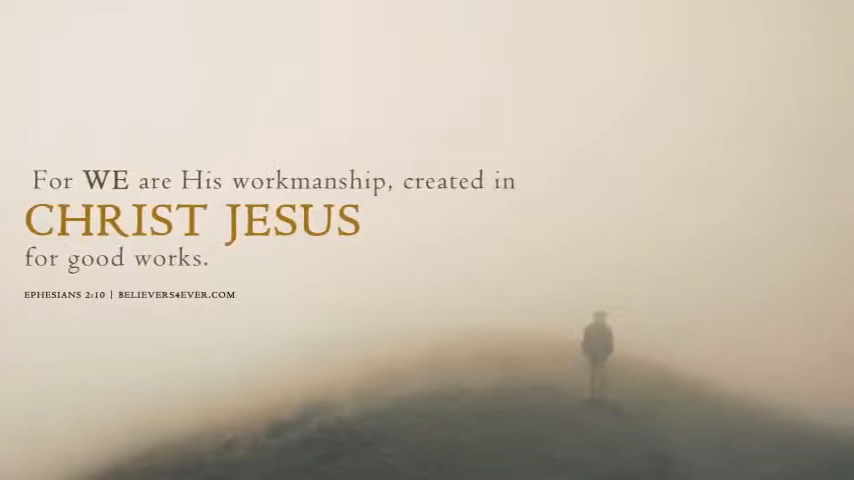 For WE are His workmanship, created in
CHRIST JESUS
for good works.
EPHESIANS 2:10 | BELIEVERS4EVER.COM